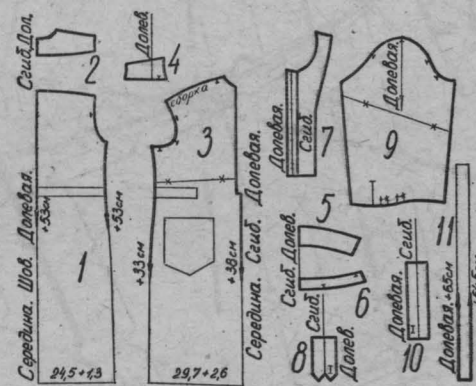 Сгиб Дол.
2
Долев.
4
сборка
3
Долевая.
Сгиб
7
Долевая
9
Середина. Шов. Долевая.
+53см
+53см
1
24,5+1,3
+33см
+38см
29,7+2,6
Середина. Сгиб. Долевая.
5
Сгиб. Долев.
6
Сгиб
8
Долев.
Сгиб
Долевая.
10
11
Долевая.+65см